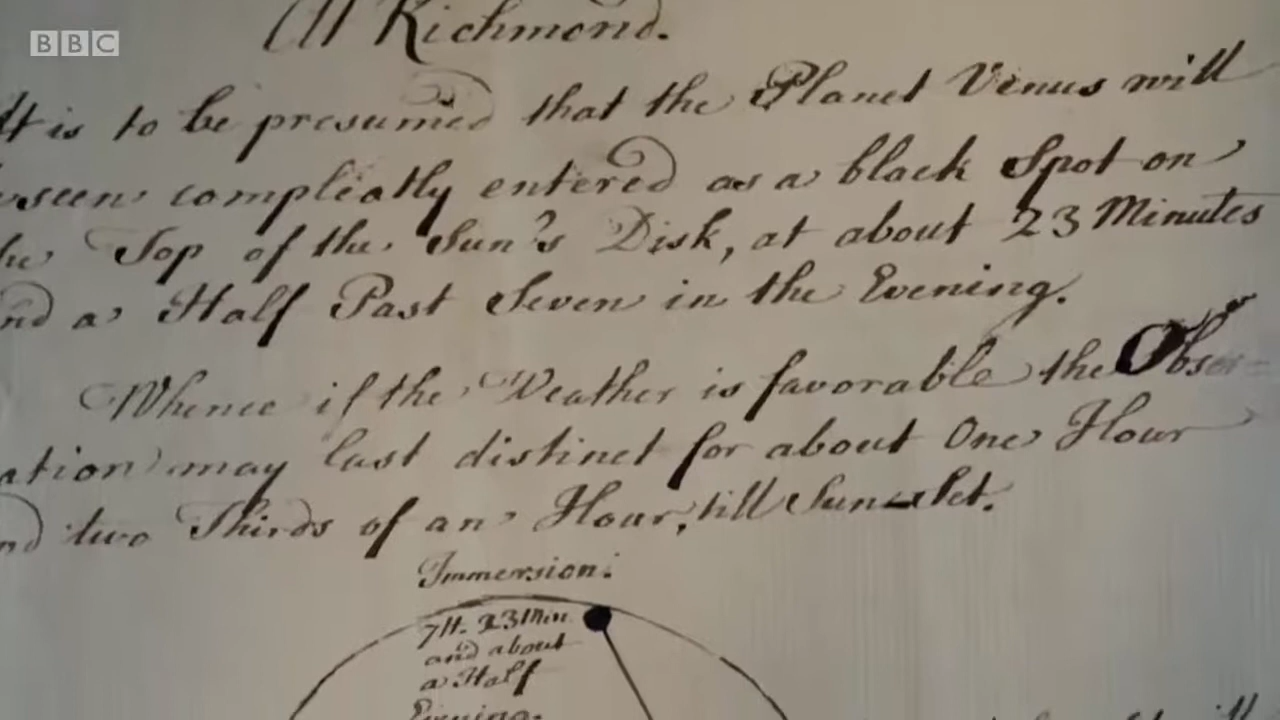 BBC
At Richmond.
It is to be presumed that the Planet Venus will
seen compleatly entered as a black Spot on
the Top of the Sun's Disk, at about 23 Minutes
and a Half Past Seven in the Evening.
Whence if the Weather is favorable the Obser-
ation may last distinct for about One Hour
and two Thirds of an Hour, till Sun-Set.
Immersion.
7H. 23 Min
and about
a Half
Evening.